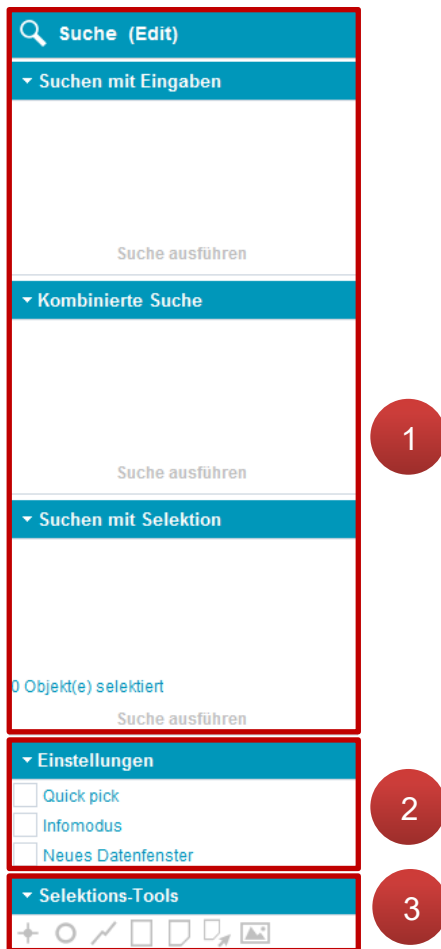 Suche (Edit)
Suchen mit Eingaben
Suche ausführen
Kombinierte Suche
Suche ausführen
1
Suchen mit Selektion
0 Objekt(e) selektiert
Suche ausführen
Einstellungen
Quick pick
Infomodus
Neues Datenfenster
2
Selektions-Tools
3